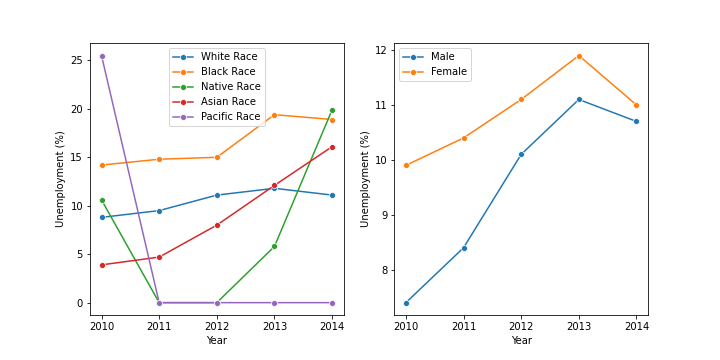 White Race
Black Race
Native Race
Asian Race
Pacific Race
25
20
15
10
5
0
Unemployment (%)
2010 2011 2012 2013 2014
Year
Male
Female
12
11
10
9
8
Unemployment (%)
2010 2011 2012 2013 2014
Year